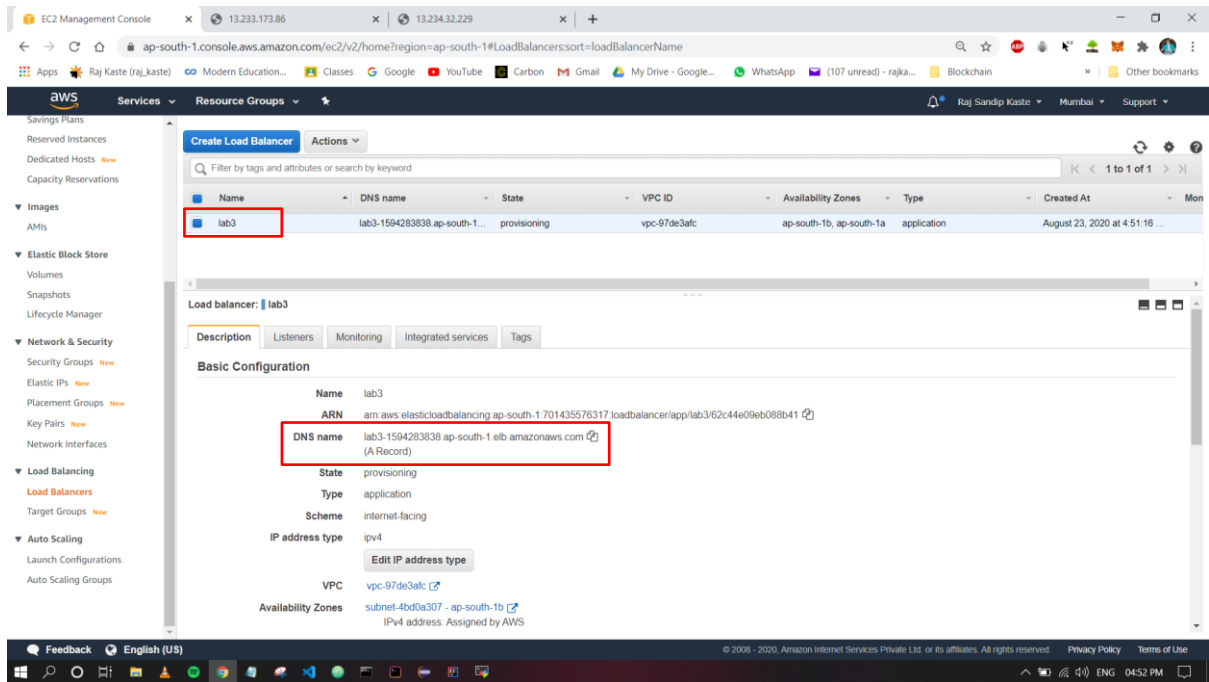 EC2 Management Console
13.233.173.86
13.234.32.229
ap-south-1.console.aws.amazon.com/ec2/v2/home?region=ap-south-1#LoadBalancers:sort=loadBalancerName
Apps
Raj Kaste (raj_kaste)
Modern Education...
Classes
Google
YouTube
Carbon
Gmail
My Drive - Google...
WhatsApp
(107 unread) - rajka...
Blockchain
»
Other bookmarks
aws
Services
Resource Groups
Raj Sandip Kaste
Mumbai
Support
Savings Plans
Reserved Instances
Dedicated Hosts New
Capacity Reservations
Images
AMIs
Elastic Block Store
Volumes
Snapshots
Lifecycle Manager
Network & Security
Security Groups New
Elastic IPs New
Placement Groups New
Key Pairs New
Network Interfaces
Load Balancing
Load Balancers
Target Groups New
Auto Scaling
Launch Configurations
Auto Scaling Groups
Create Load Balancer
Actions
Filter by tags and attributes or search by keyword
1 to 1 of 1
Name DNS name State VPC ID Availability Zones Type Created At Mon
lab3 lab3-1594283838.ap-south-1... provisioning vpc-97de3afc ap-south-1b, ap-south-1a application August 23, 2020 at 4:51:16 ...
Load balancer: lab3
Description Listeners Monitoring Integrated services Tags
Basic Configuration
Name lab3
ARN arn:aws:elasticloadbalancing:ap-south-1:701435576317:loadbalancer/app/lab3/62c44e09eb088b41
DNS name lab3-1594283838.ap-south-1.elb.amazonaws.com
(A Record)
State provisioning
Type application
Scheme internet-facing
IP address type ipv4
Edit IP address type
VPC vpc-97de3afc
Availability Zones subnet-4bd0a307 - ap-south-1b
IPv4 address: Assigned by AWS
Feedback
English (US)
© 2008 - 2020, Amazon Internet Services Private Ltd. or its affiliates. All rights reserved.
Privacy Policy
Terms of Use
ENG
04:52 PM